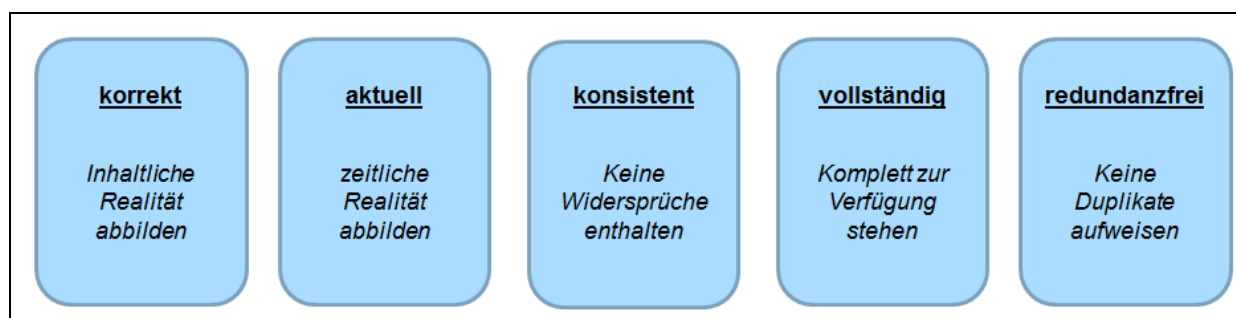 korrekt
Inhaltliche
Realität
abbilden
aktuell
zeitliche
Realität
abbilden
konsistent
Keine
Widersprüche
enthalten
vollständig
Komplett zur
Verfügung
stehen
redundanzfrei
Keine
Duplikate
aufweisen